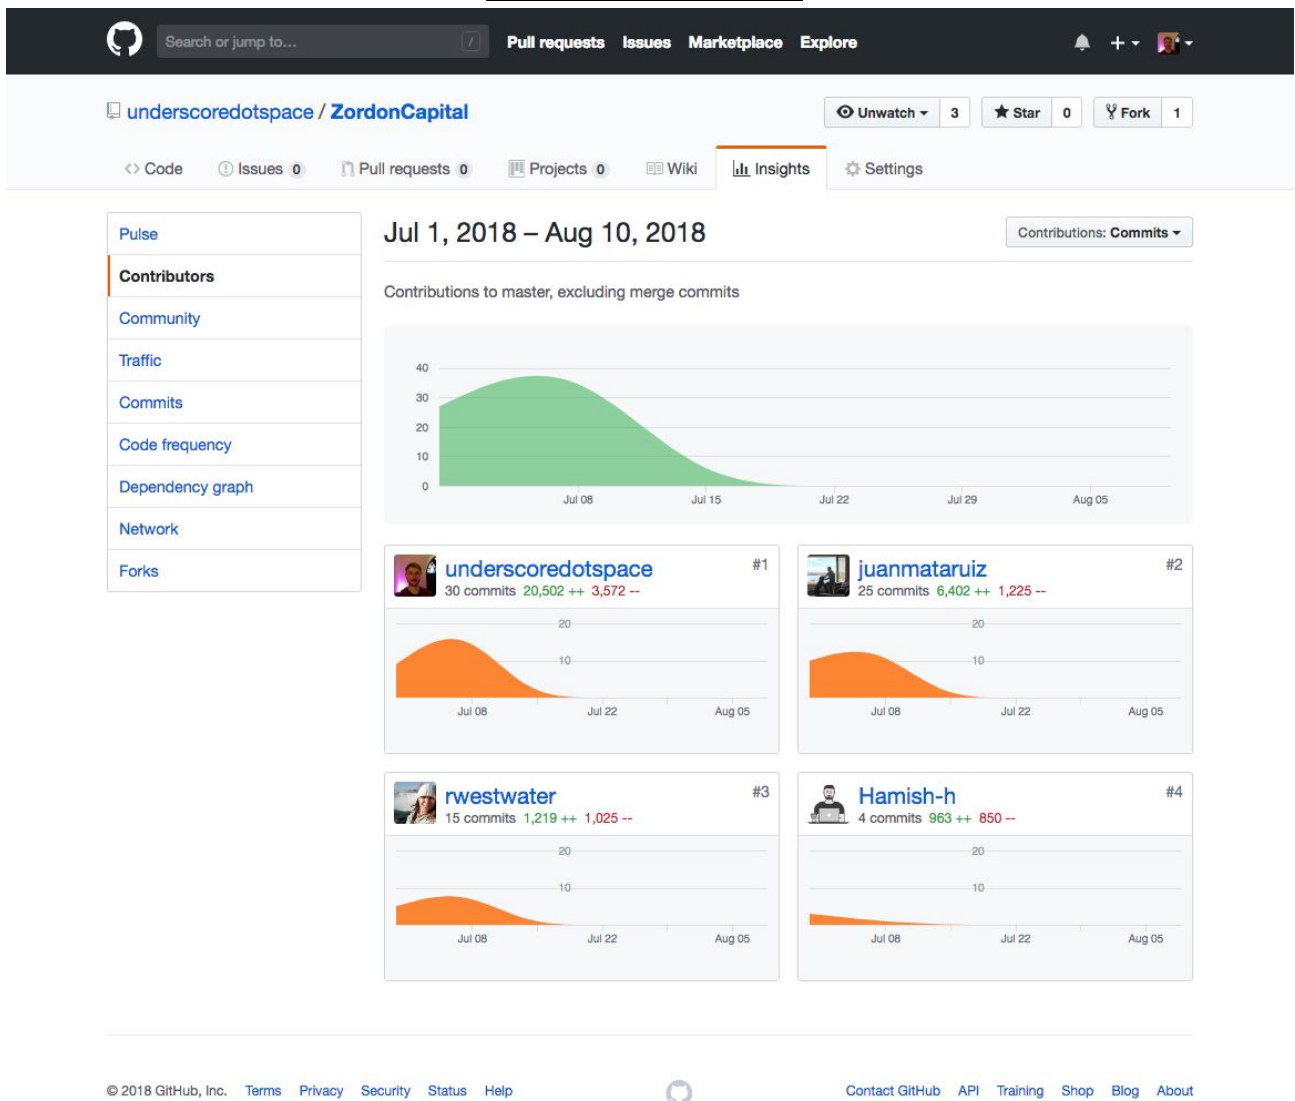 Search or jump to... / Pull requests Issues Marketplace Explore
underscoredotspace / ZordonCapital Unwatch 3 Star 0 Fork 1
Code Issues 0 Pull requests 0 Projects 0 Wiki Insights Settings
Jul 1, 2018 – Aug 10, 2018 Contributions: Commits
Pulse
Contributors
Community
Traffic
Commits
Code frequency
Dependency graph
Network
Forks
Contributions to master, excluding merge commits
40
30
20
10
0
Jul 08 Jul 15 Jul 22 Jul 29 Aug 05
underscoredotspace #1
30 commits 20,502 ++ 3,572 --
20
10
Jul 08 Jul 22 Aug 05
juanmataruiz #2
25 commits 6,402 ++ 1,225 --
20
10
Jul 08 Jul 22 Aug 05
rwestwater #3
15 commits 1,219 ++ 1,025 --
20
10
Jul 08 Jul 22 Aug 05
Hamish-h #4
4 commits 963 ++ 850 --
20
10
Jul 08 Jul 22 Aug 05
© 2018 GitHub, Inc. Terms Privacy Security Status Help Contact GitHub API Training Shop Blog About